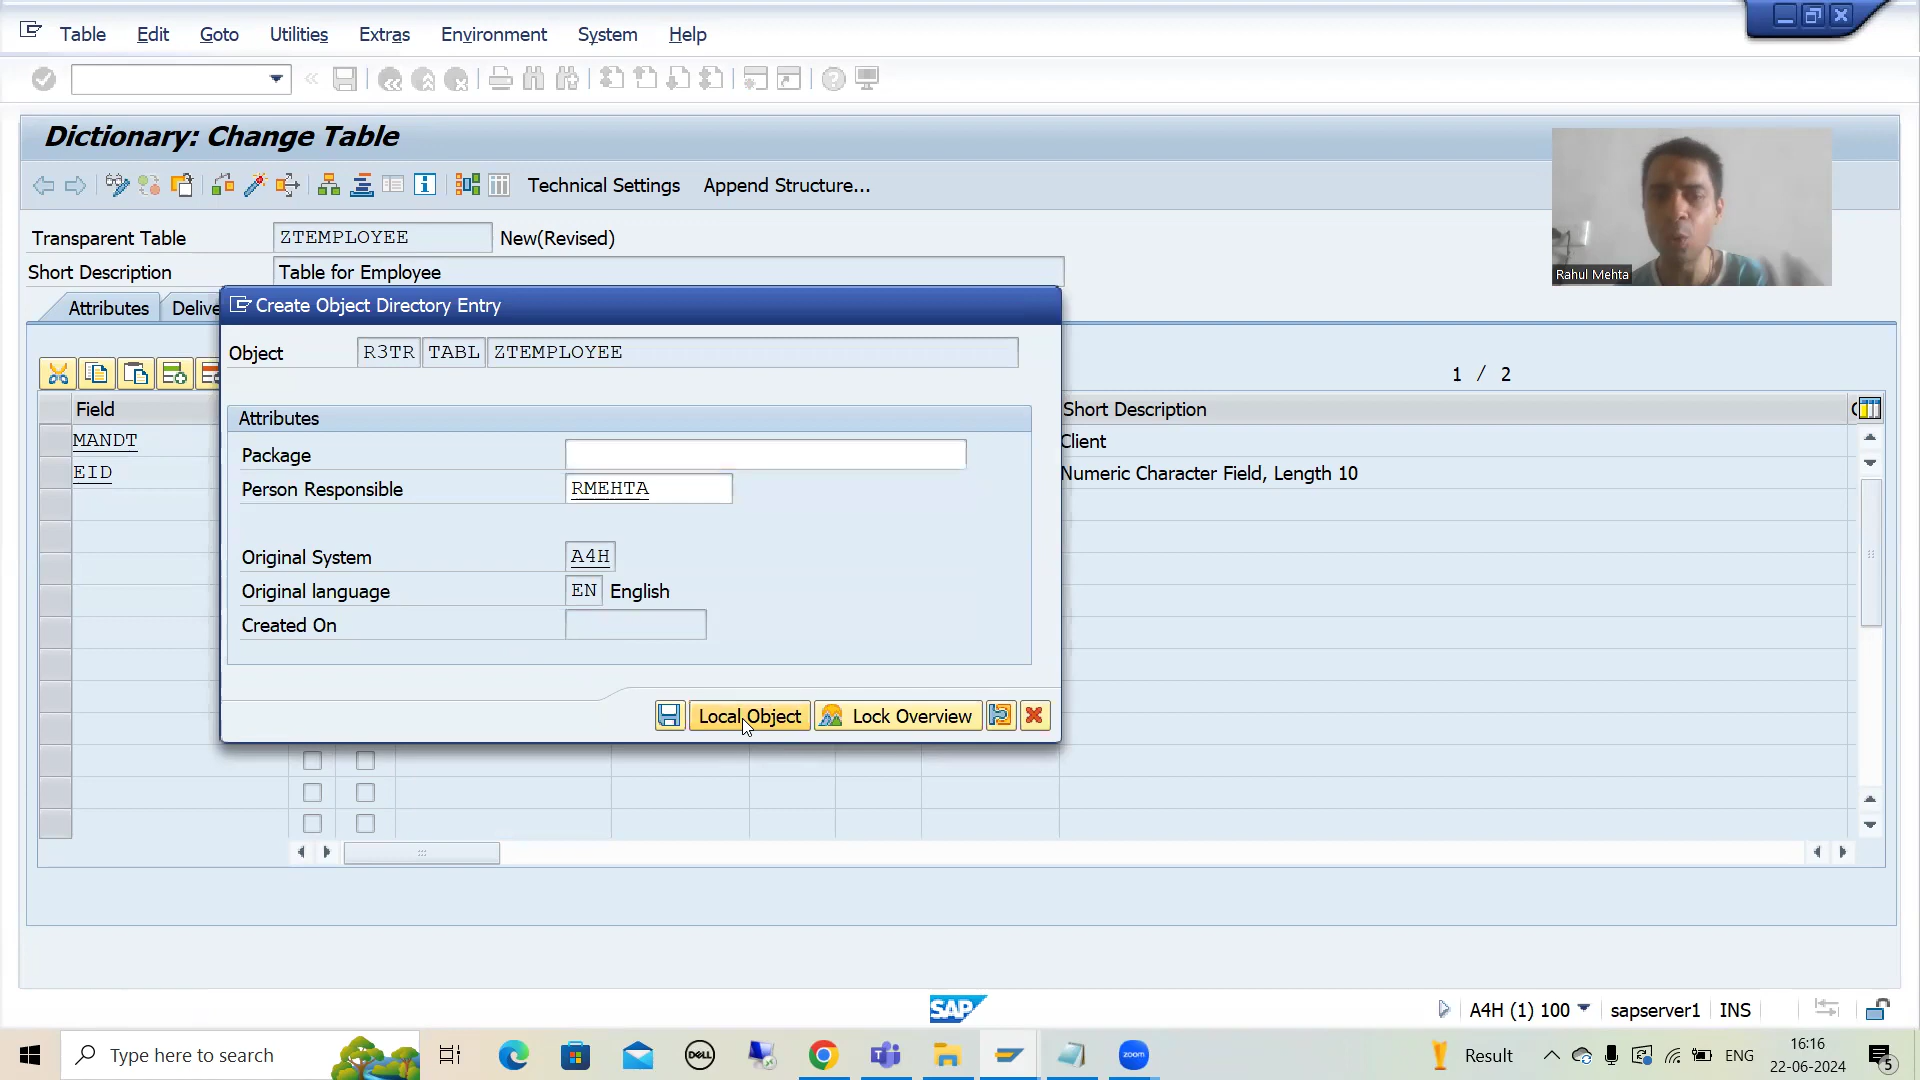 Table Edit Goto Utilities Extras Environment System Help
Dictionary: Change Table
Technical Settings Append Structure...
Transparent Table ZTEMPLOYEE New(Revised)
Short Description Table for Employee
Attributes Delive
Create Object Directory Entry
Object R3TR TABL ZTEMPLOYEE
1 / 2
Field Short Description
MANDT Client
EID Numeric Character Field, Length 10
Attributes
Package
Person Responsible RMEHTA
Original System A4H
Original language EN English
Created On
Local Object Lock Overview
Rahul Mehta
SAP
A4H (1) 100 sapserver1 INS
Type here to search
DELL
zoom
Result ENG
16:16
22-06-2024
5